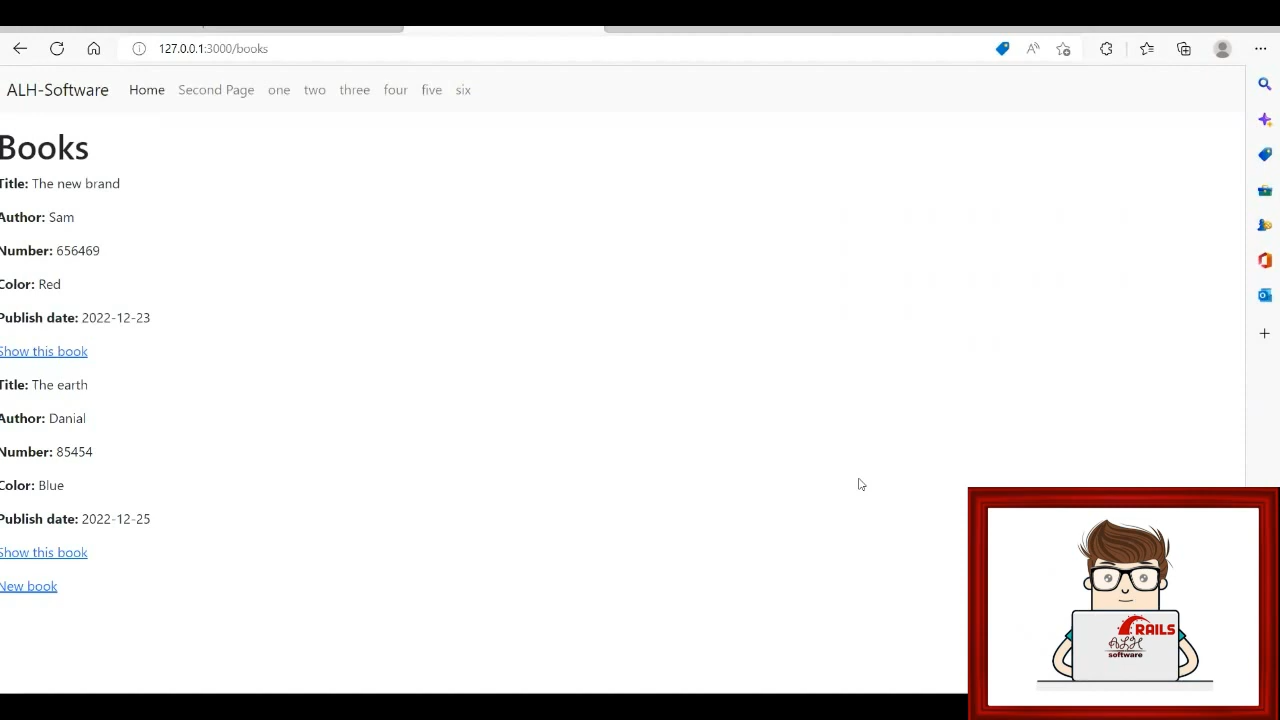 127.0.0.1:3000/books
ALH-Software Home Second Page one two three four five six
Books
Title: The new brand
Author: Sam
Number: 656469
Color: Red
Publish date: 2022-12-23
Show this book
Title: The earth
Author: Danial
Number: 85454
Color: Blue
Publish date: 2022-12-25
Show this book
New book
RAILS
ALH
software